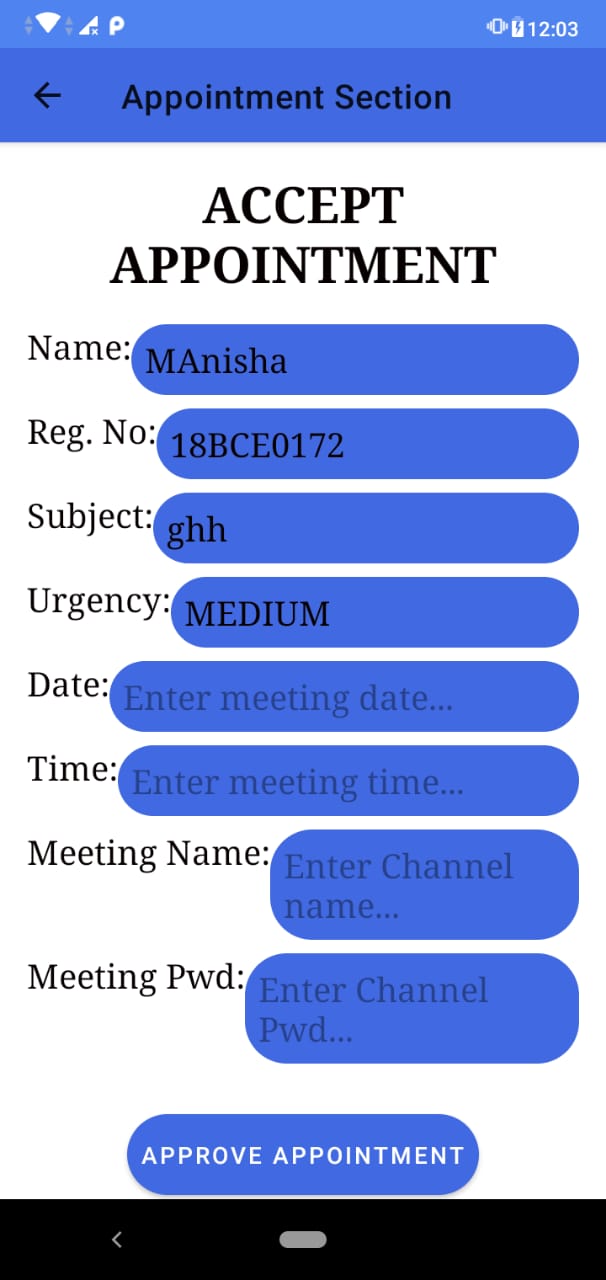 12:03
Appointment Section
ACCEPT
APPOINTMENT
Name: MAnisha
Reg. No: 18BCE0172
Subject: ghh
Urgency: MEDIUM
Date: Enter meeting date...
Time: Enter meeting time...
Meeting Name: Enter Channel
name...
Meeting Pwd: Enter Channel
Pwd...
APPROVE APPOINTMENT